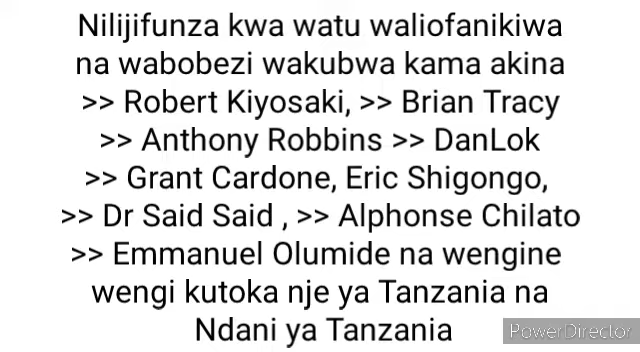 Nilijifunza kwa watu waliofanikiwa
na wabobezi wakubwa kama akina
>> Robert Kiyosaki, >> Brian Tracy
>> Anthony Robbins >> DanLok
>> Grant Cardone, Eric Shigongo,
>> Dr Said Said , >> Alphonse Chilato
>> Emmanuel Olumide na wengine
wengi kutoka nje ya Tanzania na
Ndani ya Tanzania
PowerDirector